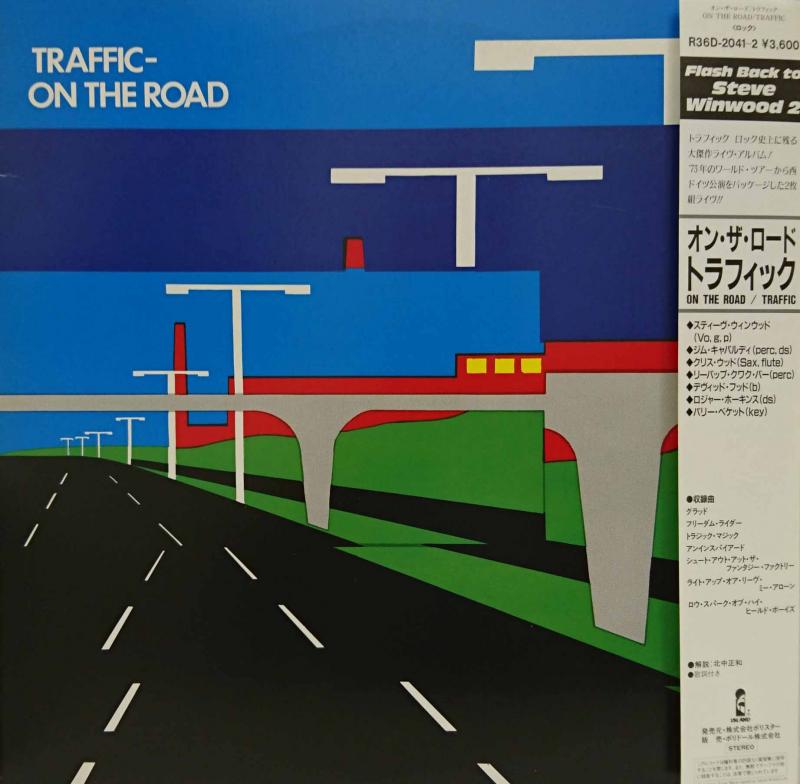 TRAFFIC-
ON THE ROAD
オン・ザ・ロード/トラフィック
ON THE ROAD/TRAFFIC
〈ロック〉
R36D-2041~2 ¥3,600
Flash Back to
Steve
Winwood 2
トラフィック ロック史上に残る
大傑作ライヴ・アルバム!
'73年のワールド・ツアーから西
ドイツ公演をパッケージした2枚
組ライヴ!!
オン・ザ・ロード
トラフィック
ON THE ROAD / TRAFFIC
◆スティーヴ・ウィンウッド
(Vo, g, p)
◆ジム・キャパルディ(perc, ds)
◆クリス・ウッド(Sax, flute)
◆リーバップ・クワク・バー(perc)
◆デヴィッド・フッド(b)
◆ロジャー・ホーキンス(ds)
◆バリー・ベケット(key)
●収録曲
グラッド
フリーダム・ライダー
トラジック・マジック
アンインスパイアード
シュート・アウト・アット・ザ・
ファンタジー・ファクトリー
ライト・アップ・オア・リーヴ・
ミー・アローン
ロウ・スパーク・オブ・ハイ・
ヒールド・ボーイズ
●解説:北中正和
●歌詞付き
ISLAND
発売元・株式会社ポリスター
販 売・ポリドール株式会社
STEREO